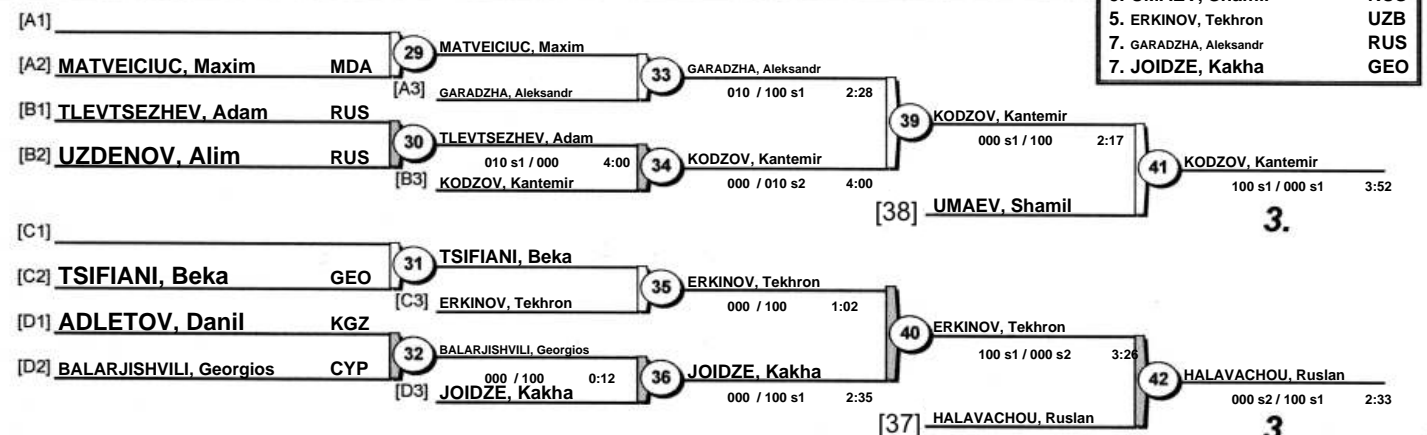 5. ERKINOV, Tekhron UZB
7. GARADZHA, Aleksandr RUS
7. JOIDZE, Kakha GEO
[A1]
[A2] MATVEICIUC, Maxim MDA
29
MATVEICIUC, Maxim
[A3] GARADZHA, Aleksandr
33
GARADZHA, Aleksandr
010 / 100 s1 2:28
[B1] TLEVTSEZHEV, Adam RUS
[B2] UZDENOV, Alim RUS
30
TLEVTSEZHEV, Adam
010 s1 / 000 4:00
[B3] KODZOV, Kantemir
34
KODZOV, Kantemir
000 / 010 s2 4:00
39
KODZOV, Kantemir
000 s1 / 100 2:17
[38] UMAEV, Shamil
41
KODZOV, Kantemir
100 s1 / 000 s1 3:52
3.
[C1]
[C2] TSIFIANI, Beka GEO
31
TSIFIANI, Beka
[C3] ERKINOV, Tekhron
35
ERKINOV, Tekhron
000 / 100 1:02
[D1] ADLETOV, Danil KGZ
[D2] BALARJISHVILI, Georgios CYP
32
BALARJISHVILI, Georgios
000 / 100 0:12
[D3] JOIDZE, Kakha
36
JOIDZE, Kakha
000 / 100 s1 2:35
40
ERKINOV, Tekhron
100 s1 / 000 s2 3:26
[37] HALAVACHOU, Ruslan
42
HALAVACHOU, Ruslan
000 s2 / 100 s1 2:33
3